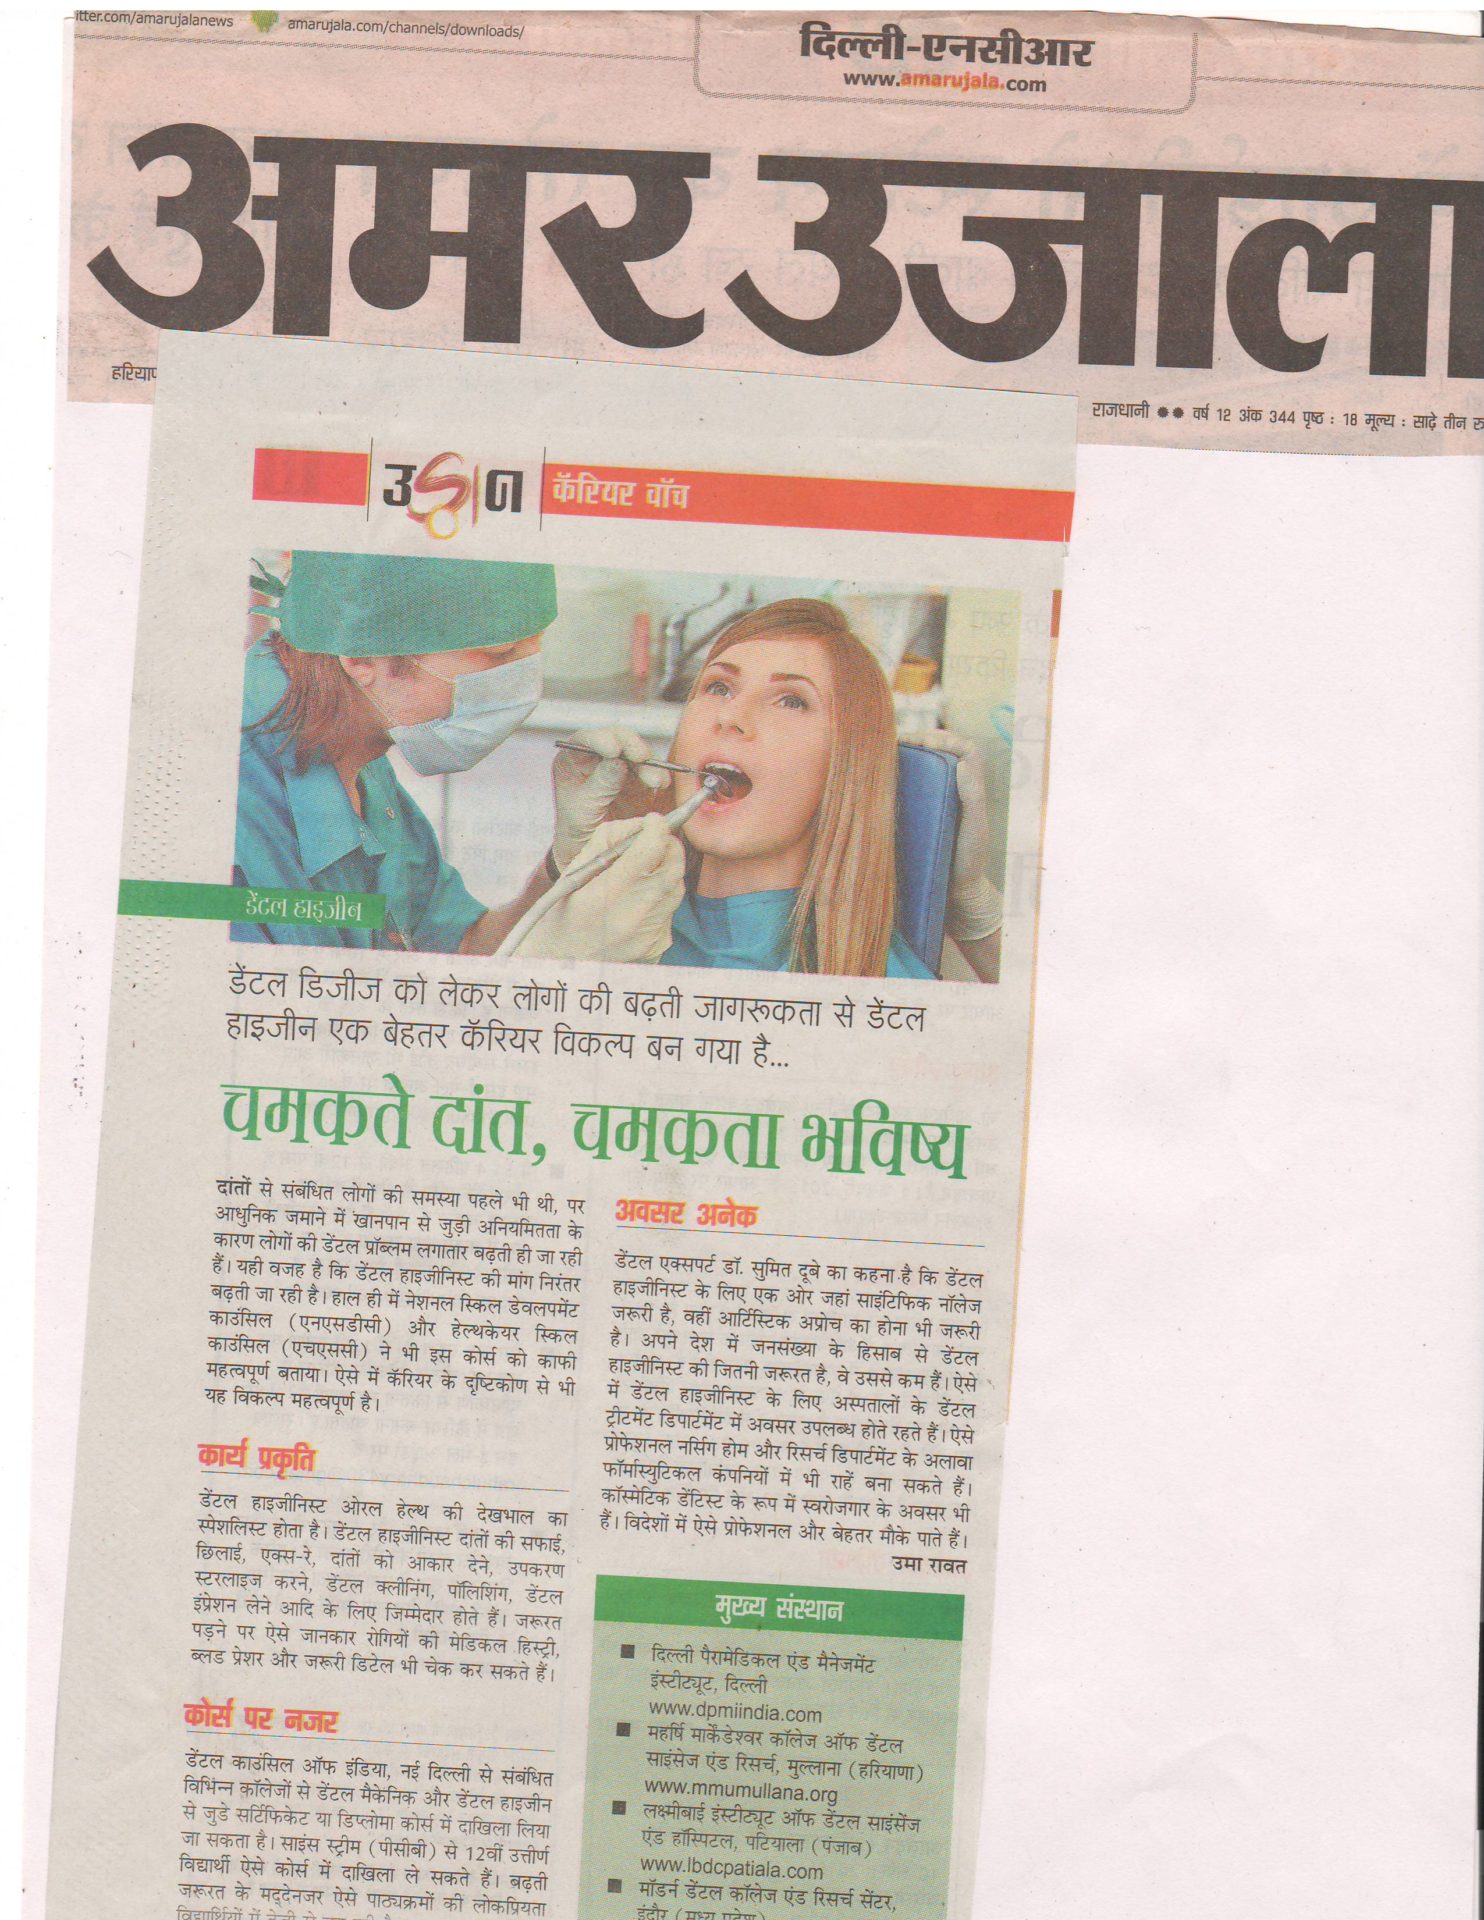 itter.com/amarujalanews
amarujala.com/channels/downloads/
दिल्ली-एनसीआर
www.amarujala.com
अमर उजाला
राजधानी ●● वर्ष 12 अंक 344 पृष्ठ : 18 मूल्य : साढ़े तीन
उड़ान
कॅरियर वॉच
डेंटल हाइजीन
डेंटल डिजीज को लेकर लोगों की बढ़ती जागरूकता से डेंटल
हाइजीन एक बेहतर कॅरियर विकल्प बन गया है...
चमकते दांत, चमकता भविष्य
दांतों से संबंधित लोगों की समस्या पहले भी थी, पर
आधुनिक जमाने में खानपान से जुड़ी अनियमितता के
कारण लोगों की डेंटल प्रॉब्लम लगातार बढ़ती ही जा रही
हैं। यही वजह है कि डेंटल हाइजीनिस्ट की मांग निरंतर
बढ़ती जा रही है। हाल ही में नेशनल स्किल डेवलपमेंट
काउंसिल (एनएसडीसी) और हेल्थकेयर स्किल
काउंसिल (एचएससी) ने भी इस कोर्स को काफी
महत्वपूर्ण बताया। ऐसे में कॅरियर के दृष्टिकोण से भी
यह विकल्प महत्वपूर्ण है।
कार्य प्रकृति
डेंटल हाइजीनिस्ट ओरल हेल्थ की देखभाल का
स्पेशलिस्ट होता है। डेंटल हाइजीनिस्ट दांतों की सफाई,
छिलाई, एक्स-रे, दांतों को आकार देने, उपकरण
स्टरलाइज करने, डेंटल क्लीनिंग, पॉलिशिंग, डेंटल
इंप्रेशन लेने आदि के लिए जिम्मेदार होते हैं। जरूरत
पड़ने पर ऐसे जानकार रोगियों की मेडिकल हिस्ट्री,
ब्लड प्रेशर और जरूरी डिटेल भी चेक कर सकते हैं।
कोर्स पर नजर
डेंटल काउंसिल ऑफ इंडिया, नई दिल्ली से संबंधित
विभिन्न कॉलेजों से डेंटल मैकेनिक और डेंटल हाइजीन
से जुडे सर्टिफिकेट या डिप्लोमा कोर्स में दाखिला लिया
जा सकता है। साइंस स्ट्रीम (पीसीबी) से 12वीं उत्तीर्ण
विद्यार्थी ऐसे कोर्स में दाखिला ले सकते हैं। बढ़ती
जरूरत के मद्देनजर ऐसे पाठ्यक्रमों की लोकप्रियता
अवसर अनेक
डेंटल एक्सपर्ट डॉ. सुमित दूबे का कहना है कि डेंटल
हाइजीनिस्ट के लिए एक ओर जहां साइंटिफिक नॉलेज
जरूरी है, वहीं आर्टिस्टिक अप्रोच का होना भी जरूरी
है। अपने देश में जनसंख्या के हिसाब से डेंटल
हाइजीनिस्ट की जितनी जरूरत है, वे उससे कम हैं। ऐसे
में डेंटल हाइजीनिस्ट के लिए अस्पतालों के डेंटल
ट्रीटमेंट डिपार्टमेंट में अवसर उपलब्ध होते रहते हैं। ऐसे
प्रोफेशनल नर्सिग होम और रिसर्च डिपार्टमेंट के अलावा
फॉर्मास्युटिकल कंपनियों में भी राहें बना सकते हैं।
कॉस्मेटिक डेंटिस्ट के रूप में स्वरोजगार के अवसर भी
हैं। विदेशों में ऐसे प्रोफेशनल और बेहतर मौके पाते हैं।
उमा रावत
मुख्य संस्थान
■ दिल्ली पैरामेडिकल एंड मैनेजमेंट
इंस्टीट्यूट, दिल्ली
www.dpmiindia.com
■ महर्षि मार्केंडेश्वर कॉलेज ऑफ डेंटल
साइंसेज एंड रिसर्च, मुल्लाना (हरियाणा)
www.mmumullana.org
■ लक्ष्मीबाई इंस्टीट्यूट ऑफ डेंटल साइंसेंज
एंड हॉस्पिटल, पटियाला (पंजाब)
www.lbdcpatiala.com
■ मॉडर्न डेंटल कॉलेज एंड रिसर्च सेंटर,
इंदौर (मध्य प्रदेश)